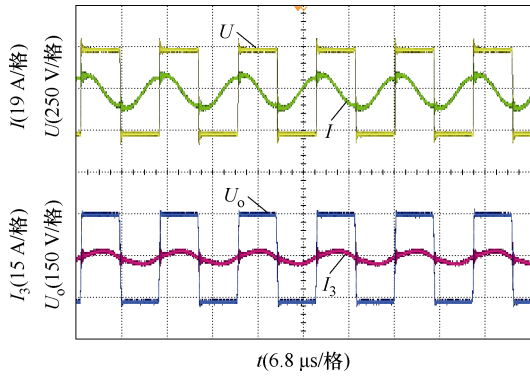 I(19 A/格)
U(250 V/格)
U
I
I₃(15 A/格)
Uₒ(150 V/格)
Uₒ
I₃
t(6.8 μs/格)